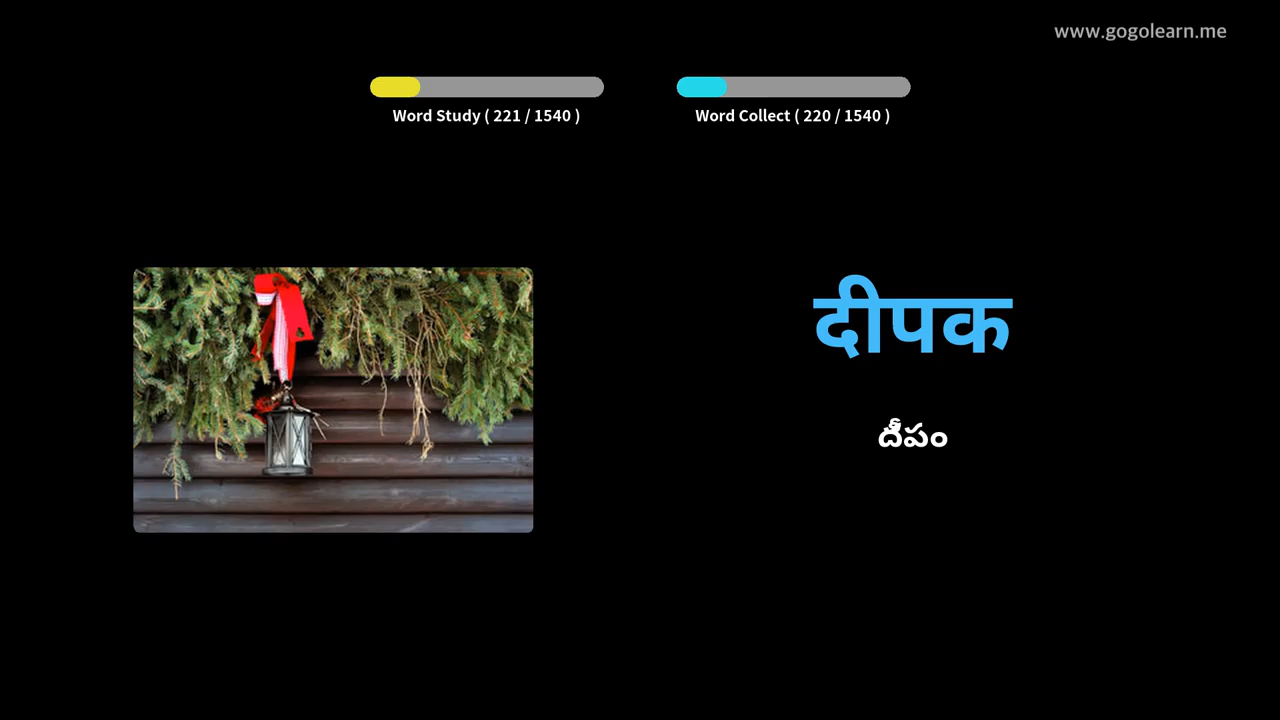 www.gogolearn.me
Word Study ( 221 / 1540 )
Word Collect ( 220 / 1540 )
दीपक
దీపం